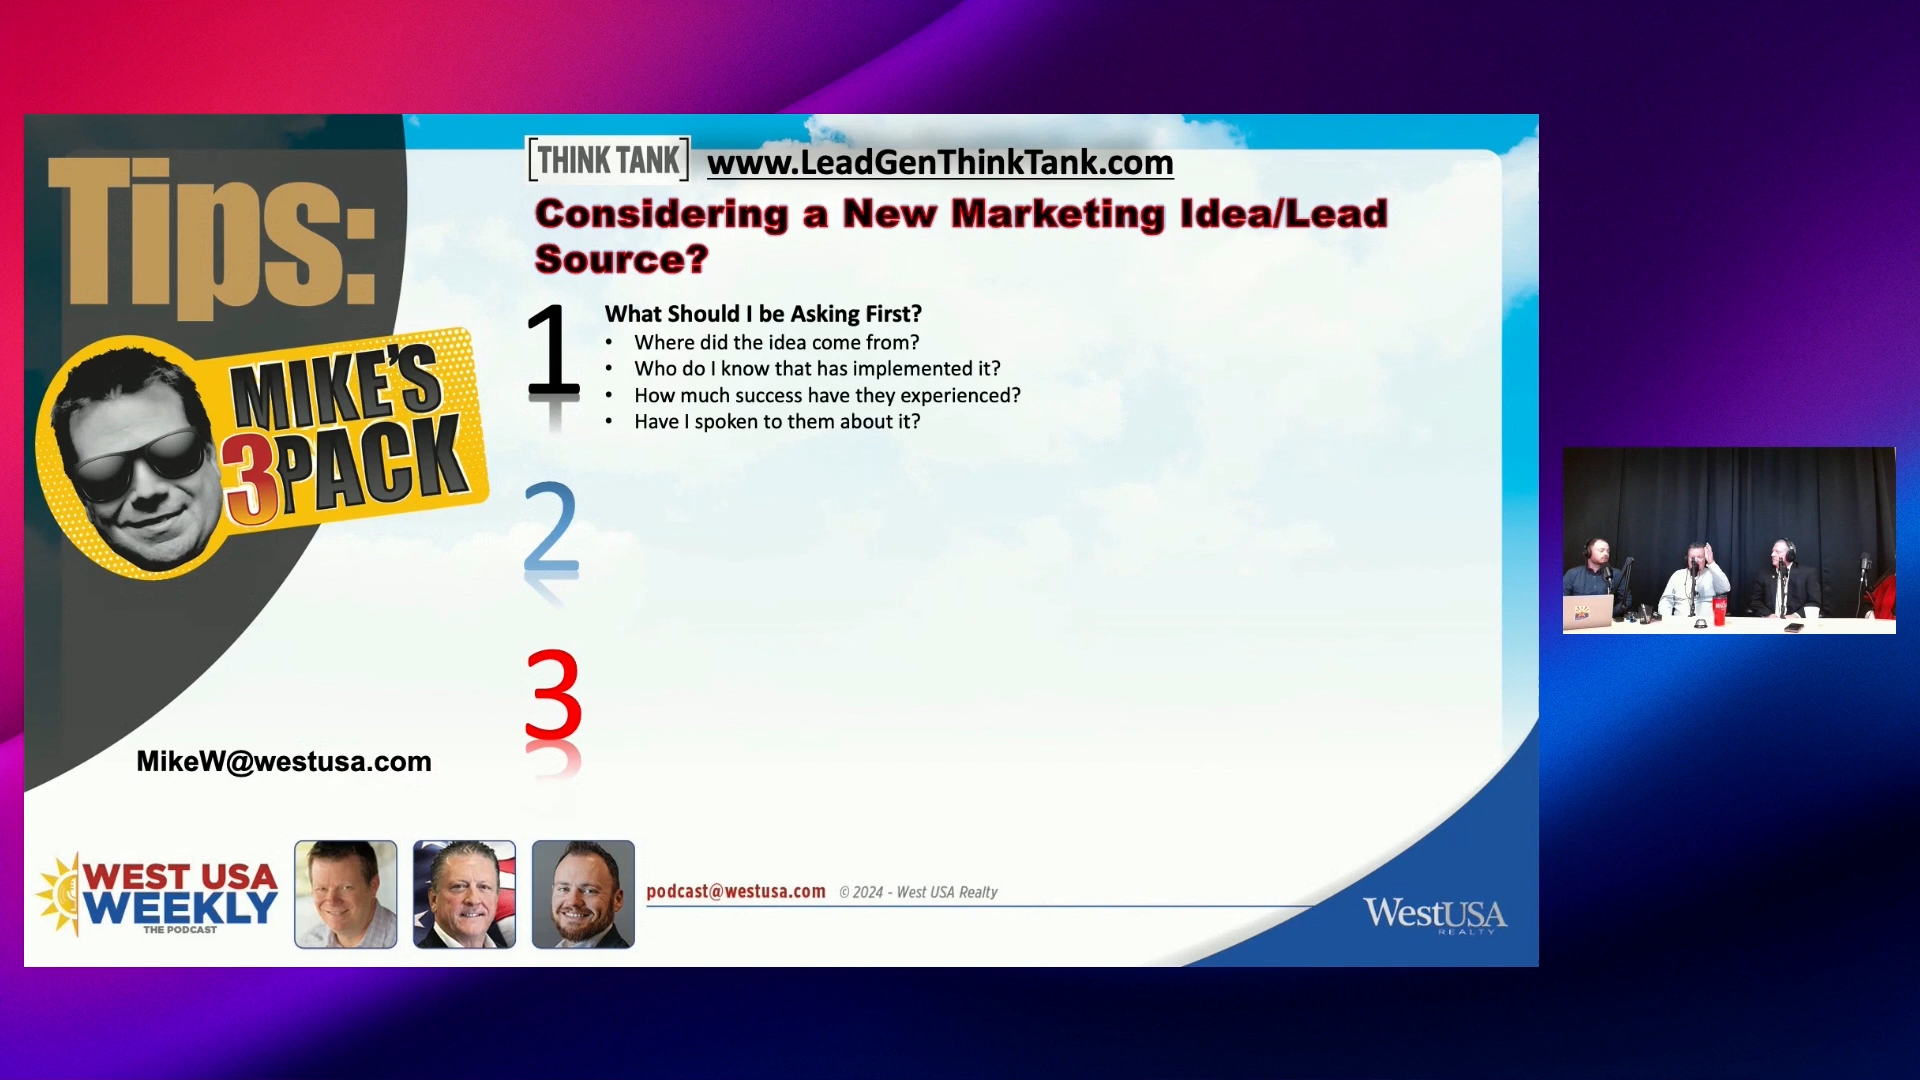 Tips:
MIKE'S
3PACK
MikeW@westusa.com
[THINK TANK] www.LeadGenThinkTank.com
Considering a New Marketing Idea/Lead
Source?
1
What Should I be Asking First?
• Where did the idea come from?
• Who do I know that has implemented it?
• How much success have they experienced?
• Have I spoken to them about it?
2
3
WEST USA
WEEKLY
THE PODCAST
podcast@westusa.com © 2024 - West USA Realty
WestUSA
REALTY